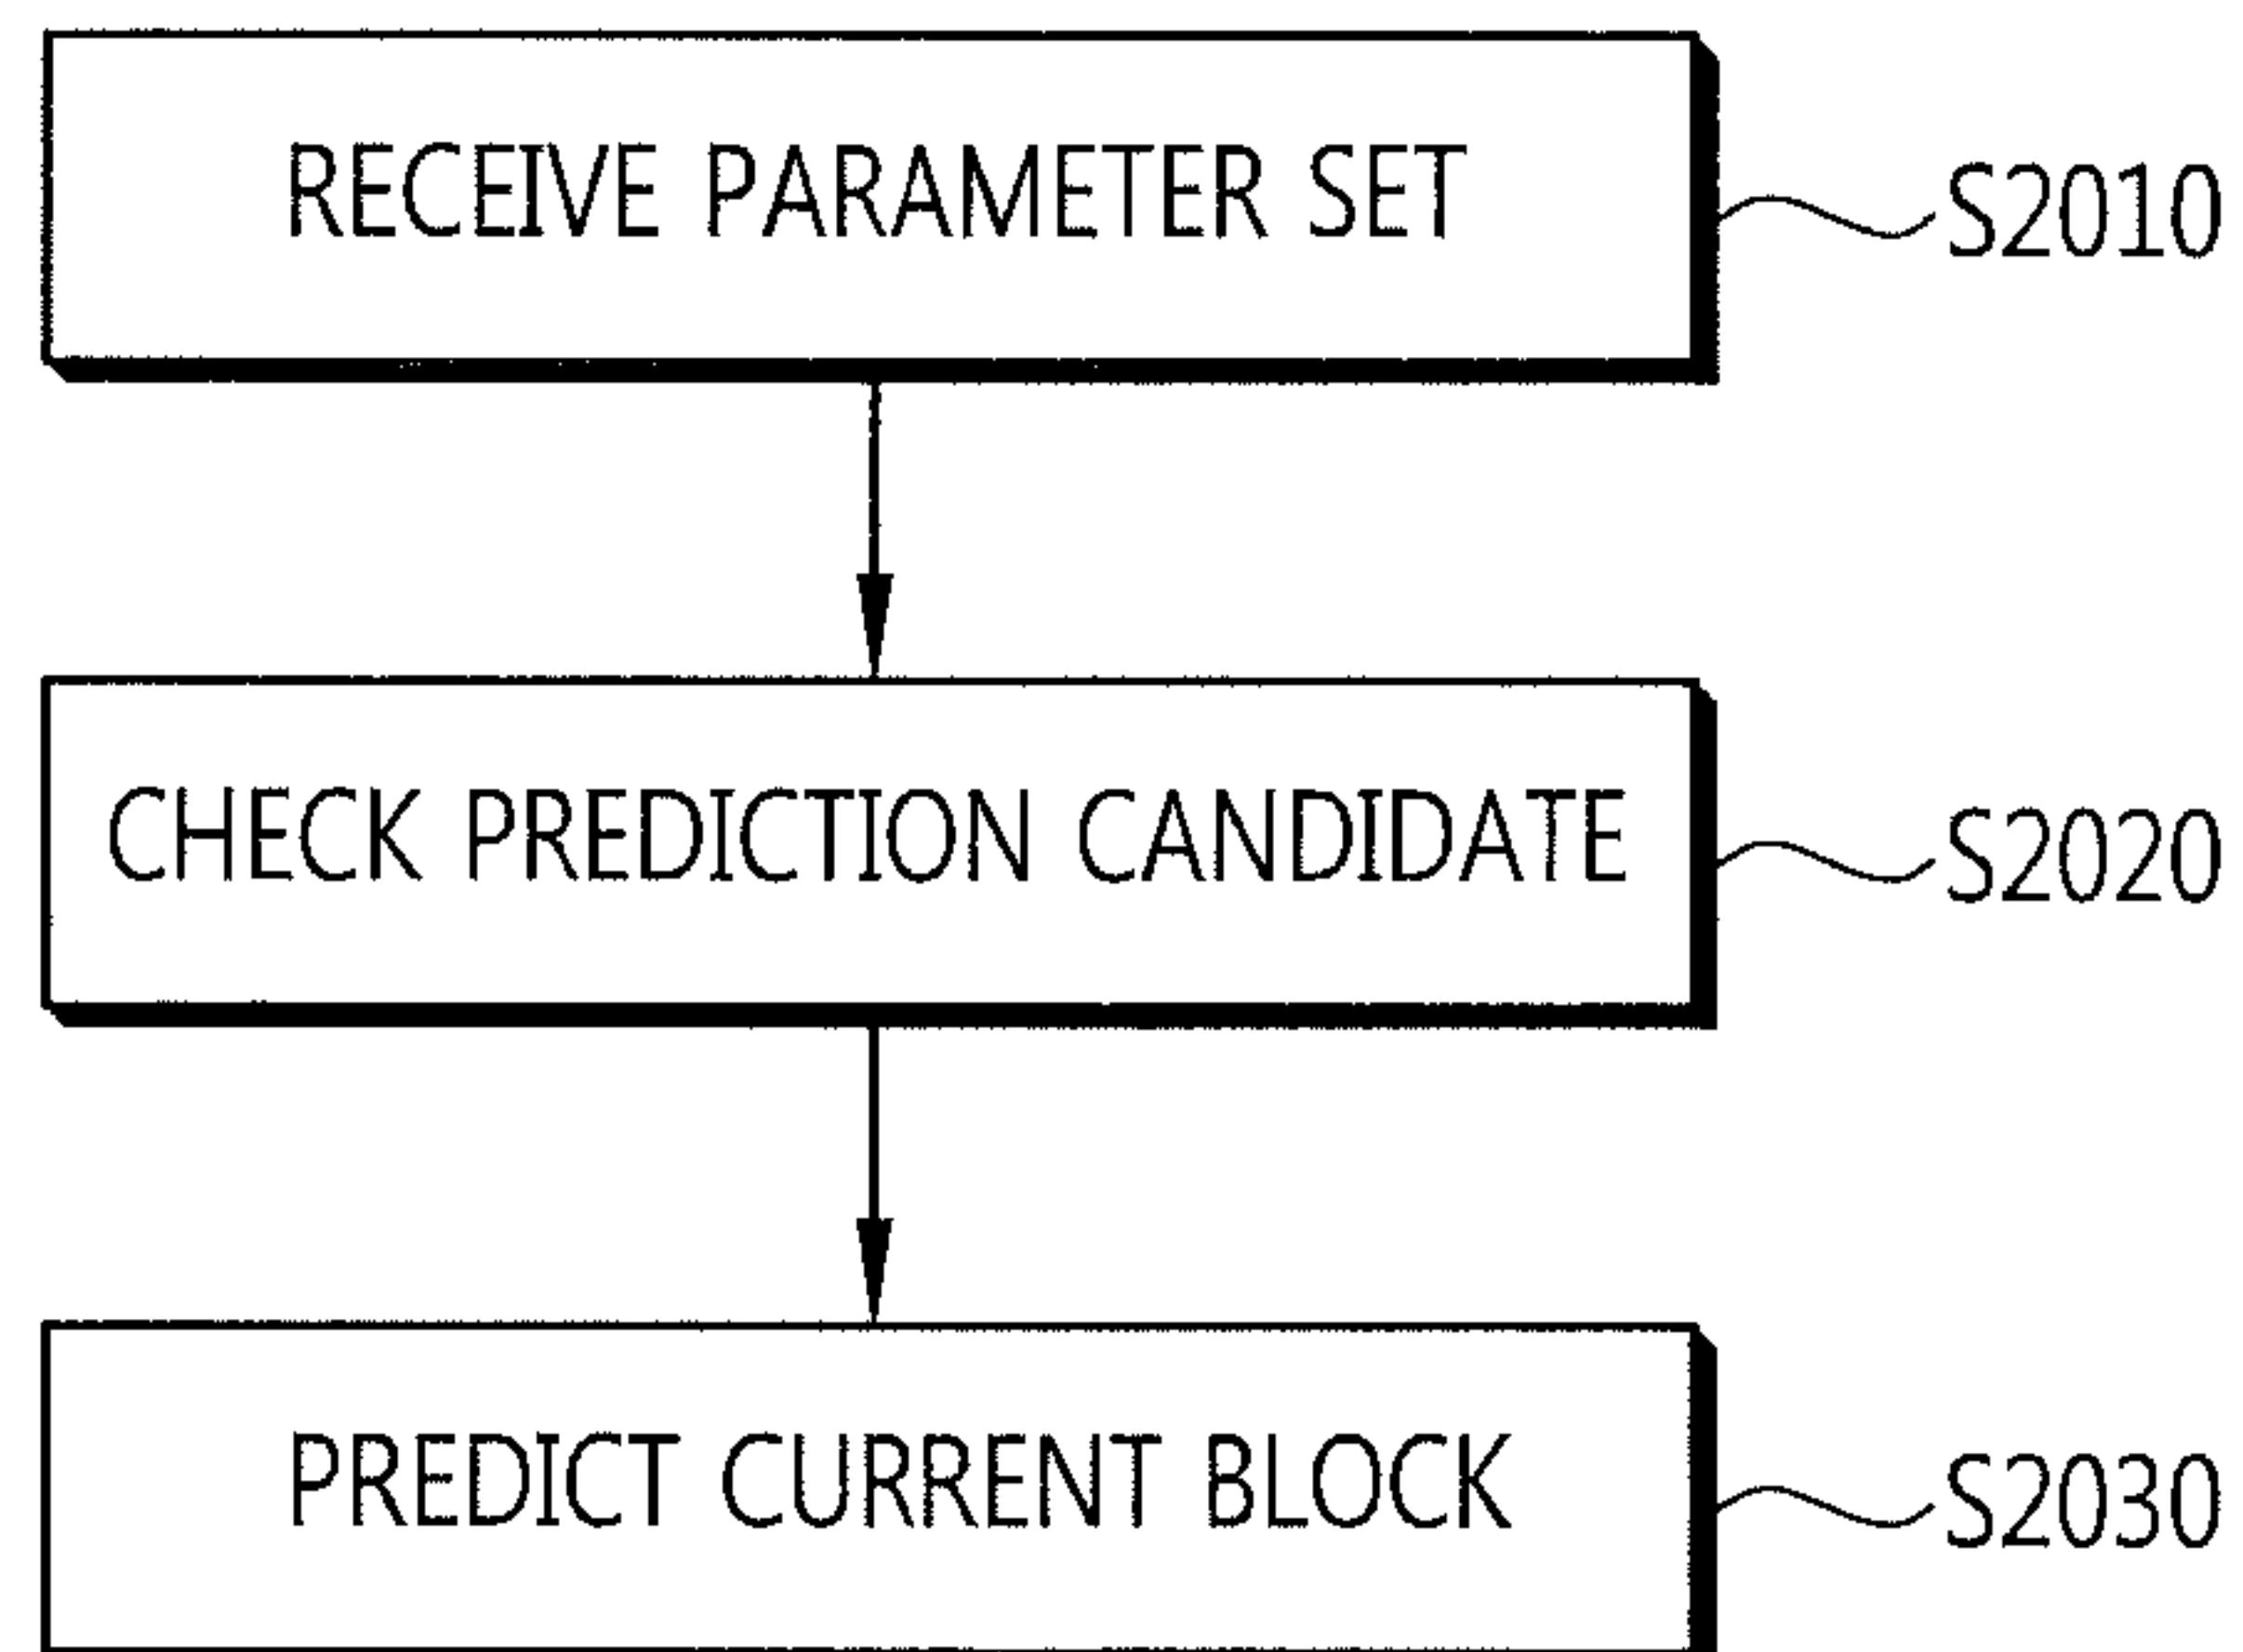 RECEIVE PARAMETER SET
S2010
CHECK PREDICTION CANDIDATE
S2020
PREDICT CURRENT BLOCK
S2030